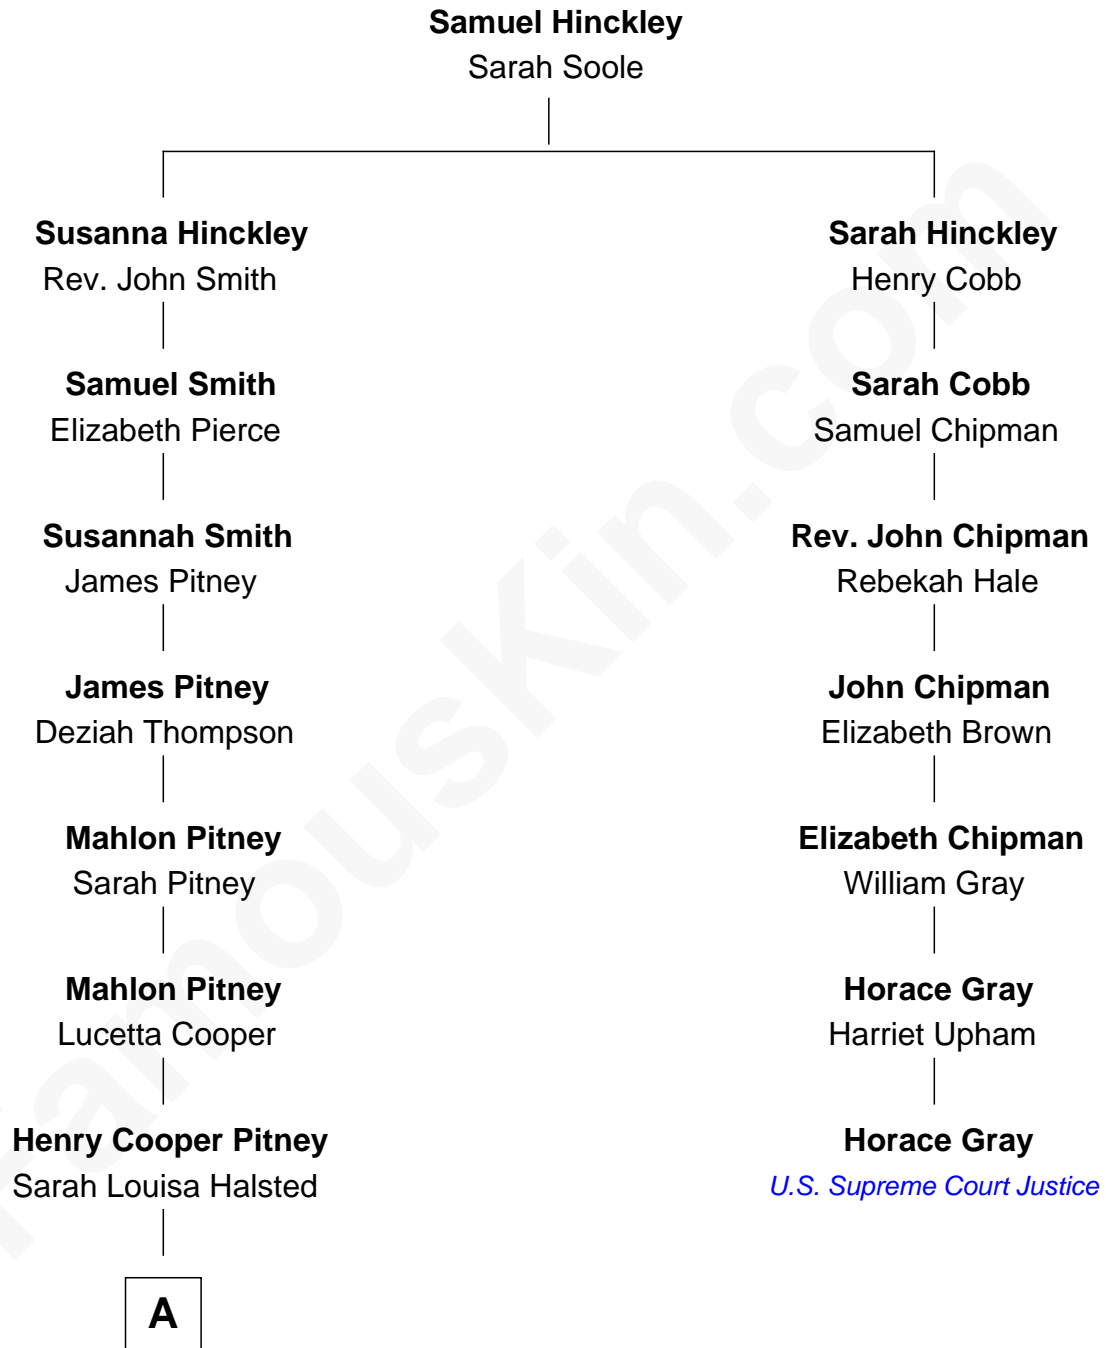 Samuel Hinckley
Sarah Soole
Susanna Hinckley
Rev. John Smith
Sarah Hinckley
Henry Cobb
Samuel Smith
Elizabeth Pierce
Sarah Cobb
Samuel Chipman
Susannah Smith
James Pitney
Rev. John Chipman
Rebekah Hale
James Pitney
Deziah Thompson
John Chipman
Elizabeth Brown
Mahlon Pitney
Sarah Pitney
Elizabeth Chipman
William Gray
Mahlon Pitney
Lucetta Cooper
Horace Gray
Harriet Upham
Henry Cooper Pitney
Sarah Louisa Halsted
Horace Gray
U.S. Supreme Court Justice
A
FamousKin.com